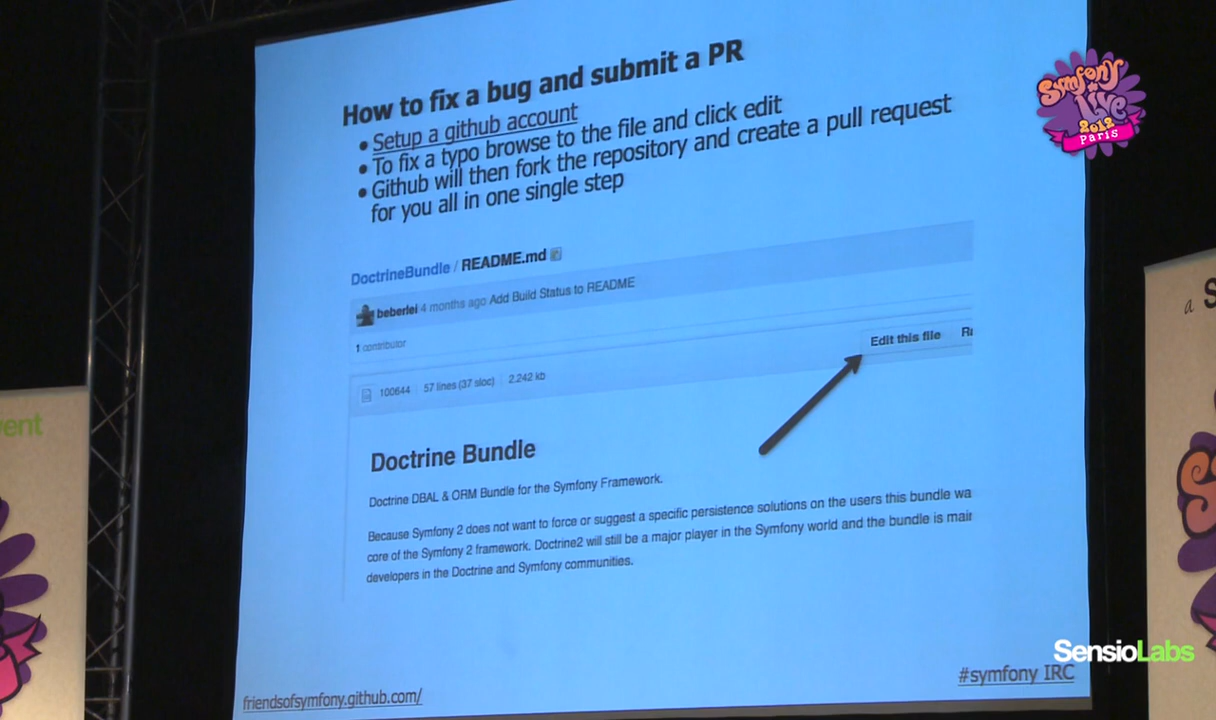 How to fix a bug and submit a PR
• Setup a github account
• To fix a typo browse to the file and click edit
• Github will then fork the repository and create a pull request
for you all in one single step
DoctrineBundle / README.md
beberlei 4 months ago Add Build Status to README
1 contributor
Edit this file
100644 57 lines (37 sloc) 2.242 kb
Doctrine Bundle
Doctrine DBAL & ORM Bundle for the Symfony Framework.
Because Symfony 2 does not want to force or suggest a specific persistence solutions on the users this bundle wa
core of the Symfony 2 framework. Doctrine2 will still be a major player in the Symfony world and the bundle is
developers in the Doctrine and Symfony communities.
friendsofsymfony.github.com/
#symfony IRC
Symfony
live
2012
Paris
SensioLabs
a S